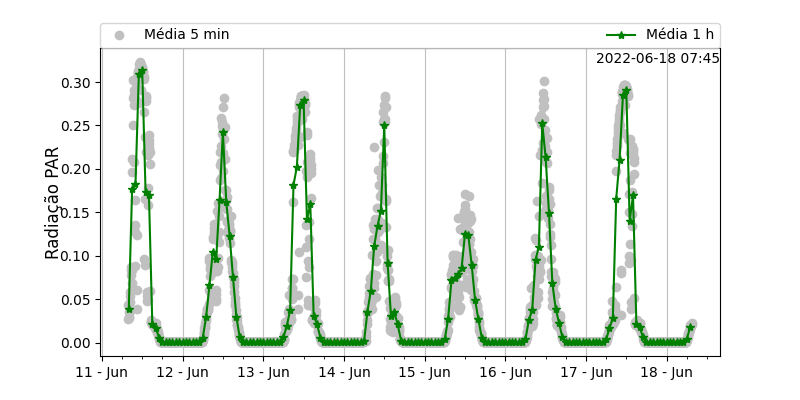 Média 5 min
Média 1 h
2022-06-18 07:45
Radiação PAR
0.30
0.25
0.20
0.15
0.10
0.05
0.00
11 - Jun
12 - Jun
13 - Jun
14 - Jun
15 - Jun
16 - Jun
17 - Jun
18 - Jun